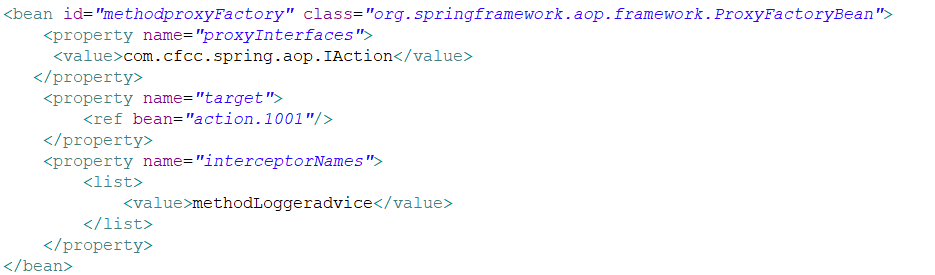 <bean id="methodproxyFactory" class="org.springframework.aop.framework.ProxyFactoryBean">
<property name="proxyInterfaces">
<value>com.cfcc.spring.aop.IAction</value>
</property>
<property name="target">
<ref bean="action.1001"/>
</property>
<property name="interceptorNames">
<list>
<value>methodLoggeradvice</value>
</list>
</property>
</bean>